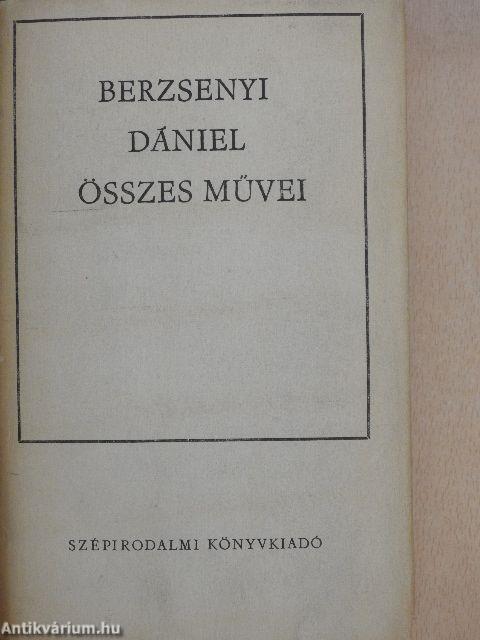 BERZSENYI
DÁNIEL
ÖSSZES MŰVEI
SZÉPIRODALMI KÖNYVKIADÓ
Antikvárium.hu